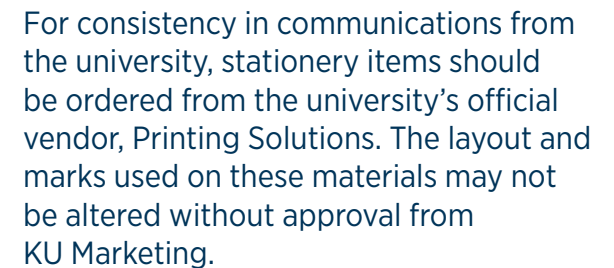 For consistency in communications from
the university, stationery items should
be ordered from the university’s official
vendor, Printing Solutions. The layout and
marks used on these materials may not
be altered without approval from
KU Marketing.